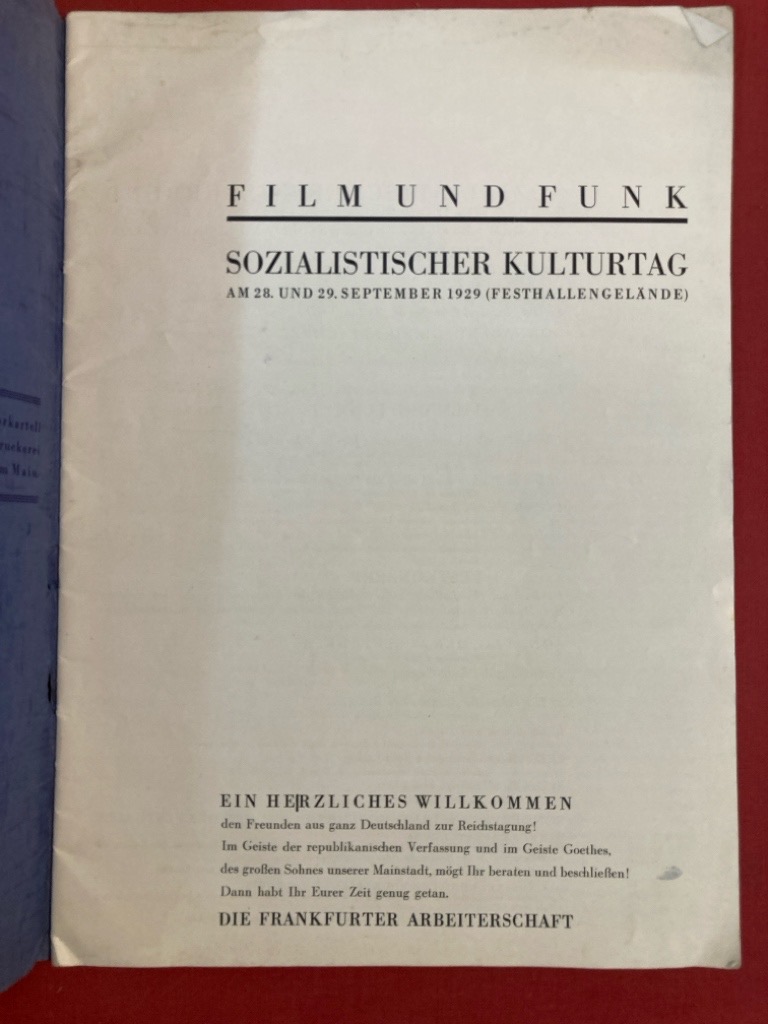 FILM UND FUNK
SOZIALISTISCHER KULTURTAG
AM 28. UND 29. SEPTEMBER 1929 (FESTHALLENGELÄNDE)
Main
EIN HERZLICHES WILLKOMMEN
den Freunden aus ganz Deutschland zur Reichstagung!
Im Geiste der republikanischen Verfassung und im Geiste Goethes,
des großen Sohnes unserer Mainstadt, mögt Ihr beraten und beschließen!
Dann habt Ihr Eurer Zeit genug getan.
DIE FRANKFURTER ARBEITERSCHAFT